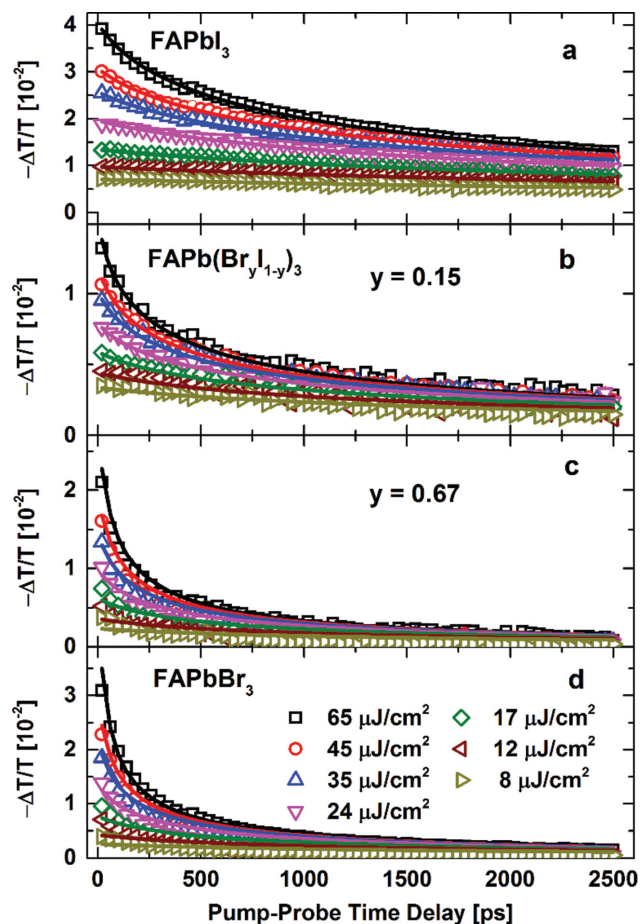 FAPbI₃
a
−ΔT/T [10⁻²]
4
3
2
1
0
FAPb(Br_yI_{1-y})₃
y = 0.15
b
−ΔT/T [10⁻²]
1
0
c
y = 0.67
−ΔT/T [10⁻²]
2
1
0
FAPbBr₃
d
−ΔT/T [10⁻²]
3
2
1
0
65 μJ/cm²
45 μJ/cm²
35 μJ/cm²
24 μJ/cm²
17 μJ/cm²
12 μJ/cm²
8 μJ/cm²
0 500 1000 1500 2000 2500
Pump-Probe Time Delay [ps]